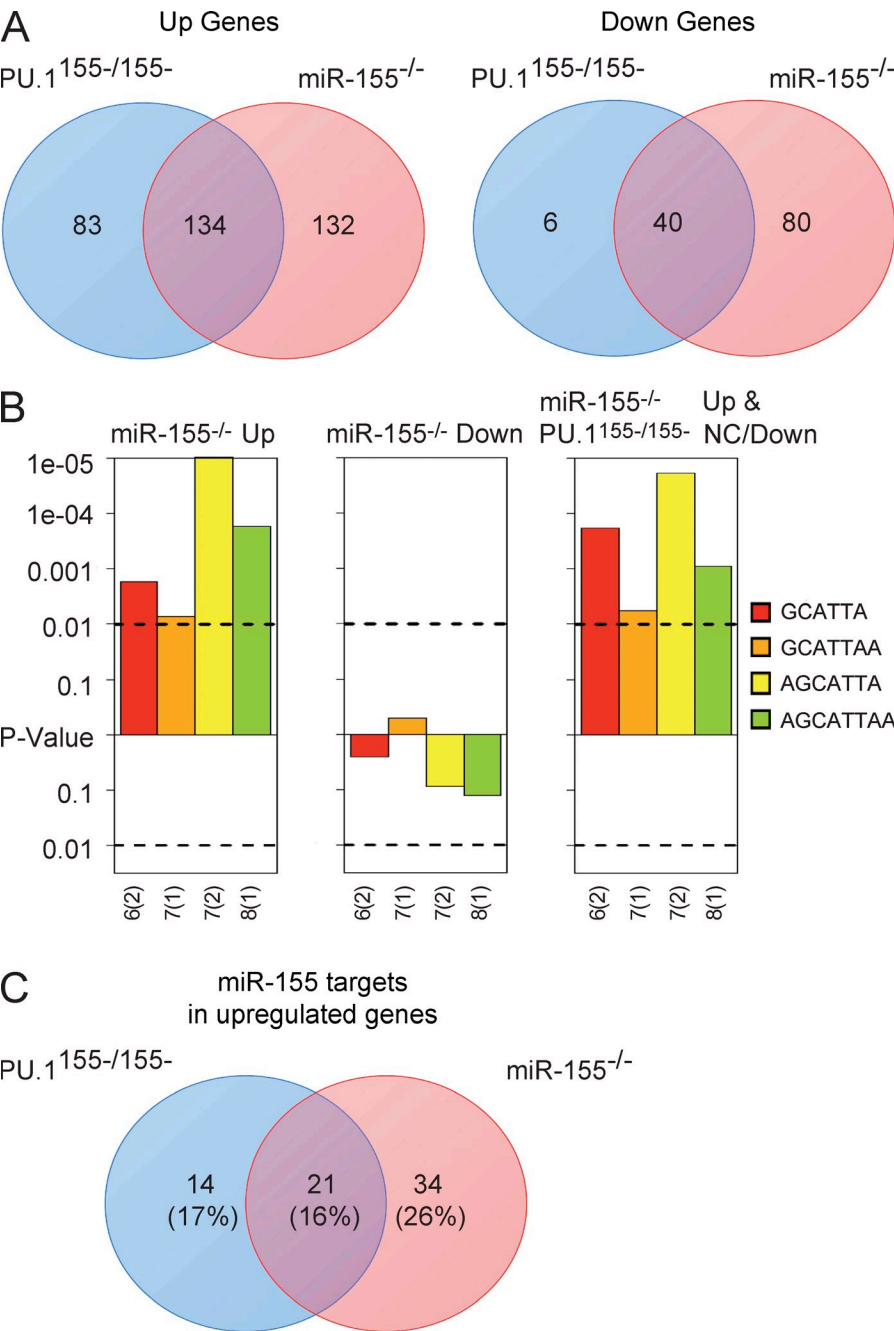 A
Up Genes
Down Genes
PU.1155-/155-
miR-155-/-
PU.1155-/155-
miR-155-/-
83
134
132
6
40
80
B
miR-155-/- Up
miR-155-/- Down
miR-155-/- Up &
PU.1155-/155- NC/Down
1e-05
1e-04
0.001
0.01
0.1
P-Value
0.1
0.01
6(2)
7(1)
7(2)
8(1)
6(2)
7(1)
7(2)
8(1)
6(2)
7(1)
7(2)
8(1)
GCATTA
GCATTAA
AGCATTA
AGCATTAA
C
miR-155 targets
in upregulated genes
PU.1155-/155-
miR-155-/-
14
(17%)
21
(16%)
34
(26%)